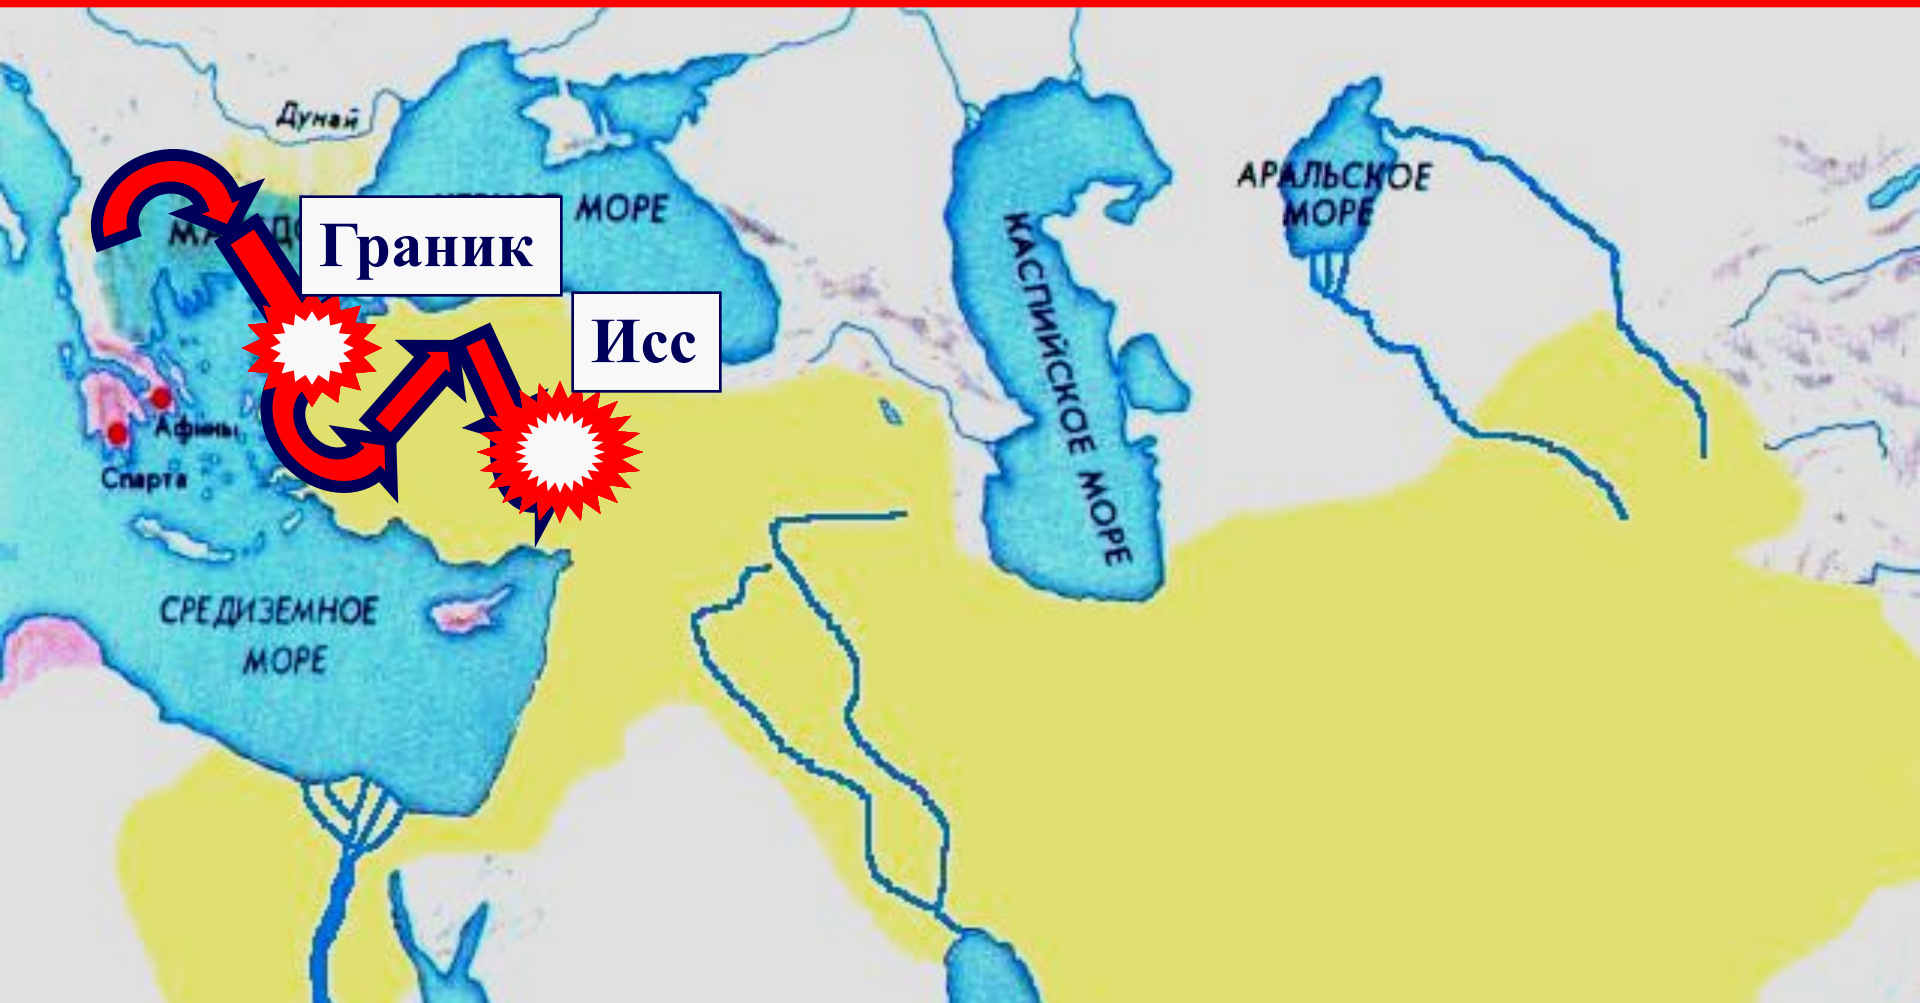 Дунай
МОРЕ
Граник
Исс
АРАЛЬСКОЕ
МОРЕ
КАСПИЙСКОЕ МОРЕ
Афины
Спарта
СРЕДИЗЕМНОЕ
МОРЕ